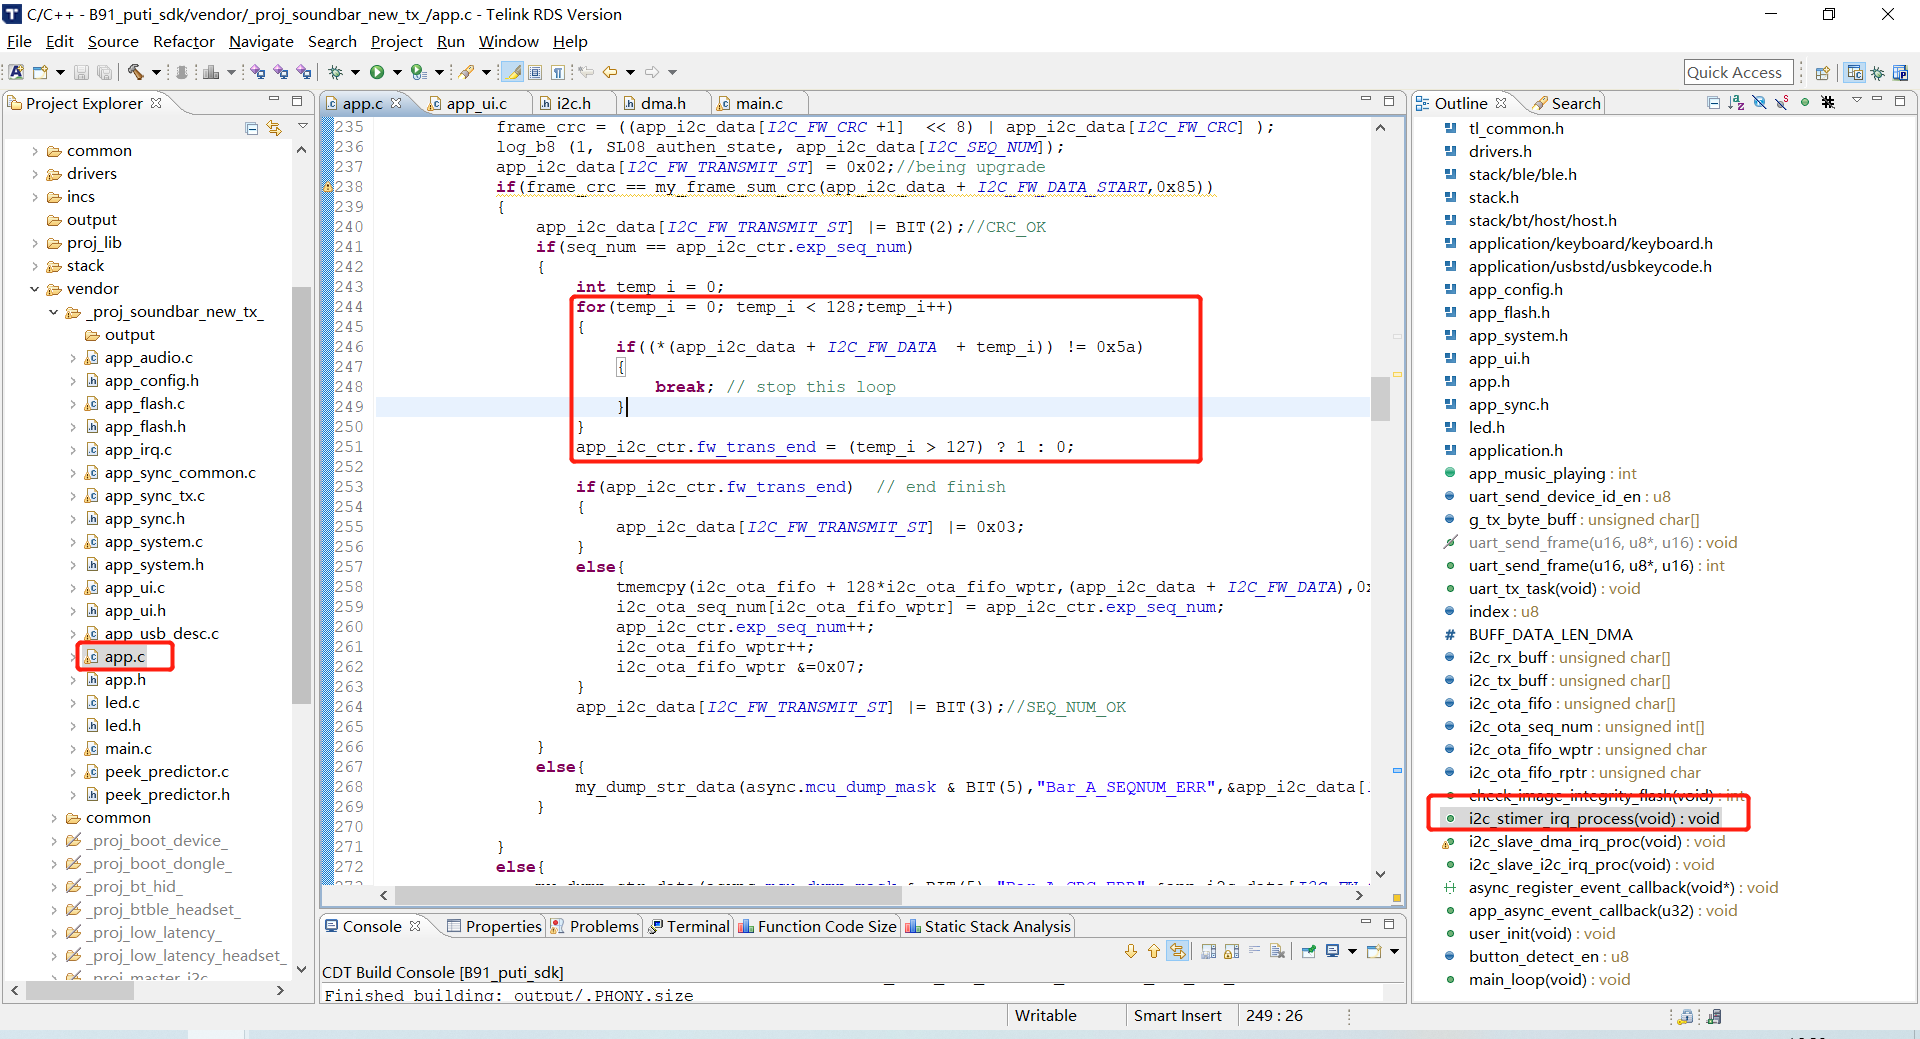 C/C++ - B91_puti_sdk/vendor/_proj_soundbar_new_tx_/app.c - Telink RDS Version
File Edit Source Refactor Navigate Search Project Run Window Help
Quick Access
Project Explorer
common
drivers
incs
output
proj_lib
stack
vendor
_proj_soundbar_new_tx_
output
app_audio.c
app_config.h
app_flash.c
app_flash.h
app_irq.c
app_sync_common.c
app_sync_tx.c
app_sync.h
app_system.c
app_system.h
app_ui.c
app_ui.h
app_usb_desc.c
app.c
app.h
led.c
led.h
main.c
peek_predictor.c
peek_predictor.h
common
_proj_boot_device_
_proj_boot_dongle_
_proj_bt_hid_
_proj_btble_headset_
_proj_low_latency_
_proj_low_latency_headset_
_proj_master_i2c_
app.c app_ui.c i2c.h dma.h main.c
235 frame_crc = ((app_i2c_data[I2C_FW_CRC +1] << 8) | app_i2c_data[I2C_FW_CRC] );
236 log_b8 (1, SL08_authen_state, app_i2c_data[I2C_SEQ_NUM]);
237 app_i2c_data[I2C_FW_TRANSMIT_ST] = 0x02;//being upgrade
238 if(frame_crc == my_frame_sum_crc(app_i2c_data + I2C_FW_DATA_START,0x85))
239 {
240 app_i2c_data[I2C_FW_TRANSMIT_ST] |= BIT(2);//CRC_OK
241 if(seq_num == app_i2c_ctr.exp_seq_num)
242 {
243 int temp_i = 0;
244 for(temp_i = 0; temp_i < 128;temp_i++)
245 {
246 if((*(app_i2c_data + I2C_FW_DATA + temp_i)) != 0x5a)
247 {
248 break; // stop this loop
249 }
250 }
251 app_i2c_ctr.fw_trans_end = (temp_i > 127) ? 1 : 0;
252
253 if(app_i2c_ctr.fw_trans_end) // end finish
254 {
255 app_i2c_data[I2C_FW_TRANSMIT_ST] |= 0x03;
256 }
257 else{
258 tmemcpy(i2c_ota_fifo + 128*i2c_ota_fifo_wptr,(app_i2c_data + I2C_FW_DATA),0x
259 i2c_ota_seq_num[i2c_ota_fifo_wptr] = app_i2c_ctr.exp_seq_num;
260 app_i2c_ctr.exp_seq_num++;
261 i2c_ota_fifo_wptr++;
262 i2c_ota_fifo_wptr &=0x07;
263 }
264 app_i2c_data[I2C_FW_TRANSMIT_ST] |= BIT(3);//SEQ_NUM_OK
265
266 }
267 else{
268 my_dump_str_data(async.mcu_dump_mask & BIT(5),"Bar_A_SEQNUM_ERR",&app_i2c_data[
269 }
270
271 }
272 else{
273 my_dump_str_data(async.mcu_dump_mask & BIT(5),"Bar_A_CRC_ERR",&app_i2c_data[I2C_FW
Console Properties Problems Terminal Function Code Size Static Stack Analysis
CDT Build Console [B91_puti_sdk]
Finished building: output/.PHONY.size
Outline Search
tl_common.h
drivers.h
stack/ble/ble.h
stack.h
stack/bt/host/host.h
application/keyboard/keyboard.h
application/usbstd/usbkeycode.h
app_config.h
app_flash.h
app_system.h
app_ui.h
app.h
app_sync.h
led.h
application.h
app_music_playing : int
uart_send_device_id_en : u8
g_tx_byte_buff : unsigned char[]
uart_send_frame(u16, u8*, u16) : void
uart_send_frame(u16, u8*, u16) : int
uart_tx_task(void) : void
index : u8
BUFF_DATA_LEN_DMA
i2c_rx_buff : unsigned char[]
i2c_tx_buff : unsigned char[]
i2c_ota_fifo : unsigned char[]
i2c_ota_seq_num : unsigned int[]
i2c_ota_fifo_wptr : unsigned char
i2c_ota_fifo_rptr : unsigned char
check_image_integrity_flash(void) : int
i2c_stimer_irq_process(void) : void
i2c_slave_dma_irq_proc(void) : void
i2c_slave_i2c_irq_proc(void) : void
async_register_event_callback(void*) : void
app_async_event_callback(u32) : void
user_init(void) : void
button_detect_en : u8
main_loop(void) : void
Writable Smart Insert 249 : 26